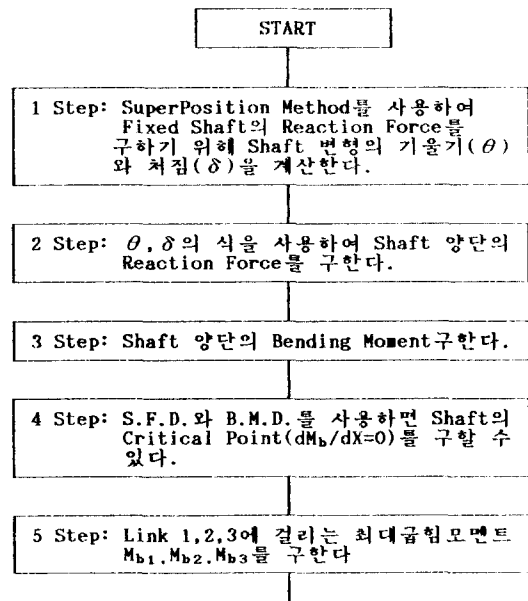 START
1 Step: SuperPosition Method를 사용하여
Fixed Shaft의 Reaction Force를
구하기 위해 Shaft 변형의 기울기(θ)
와 처짐(δ)을 계산한다.
2 Step: θ,δ의 식을 사용하여 Shaft 양단의
Reaction Force를 구한다.
3 Step: Shaft 양단의 Bending Moment구한다.
4 Step: S.F.D.와 B.M.D.를 사용하면 Shaft의
Critical Point(dMb/dX=0)를 구할 수
있다.
5 Step: Link 1,2,3에 걸리는 최대굽힘모멘트
Mb1,Mb2,Mb3를 구한다